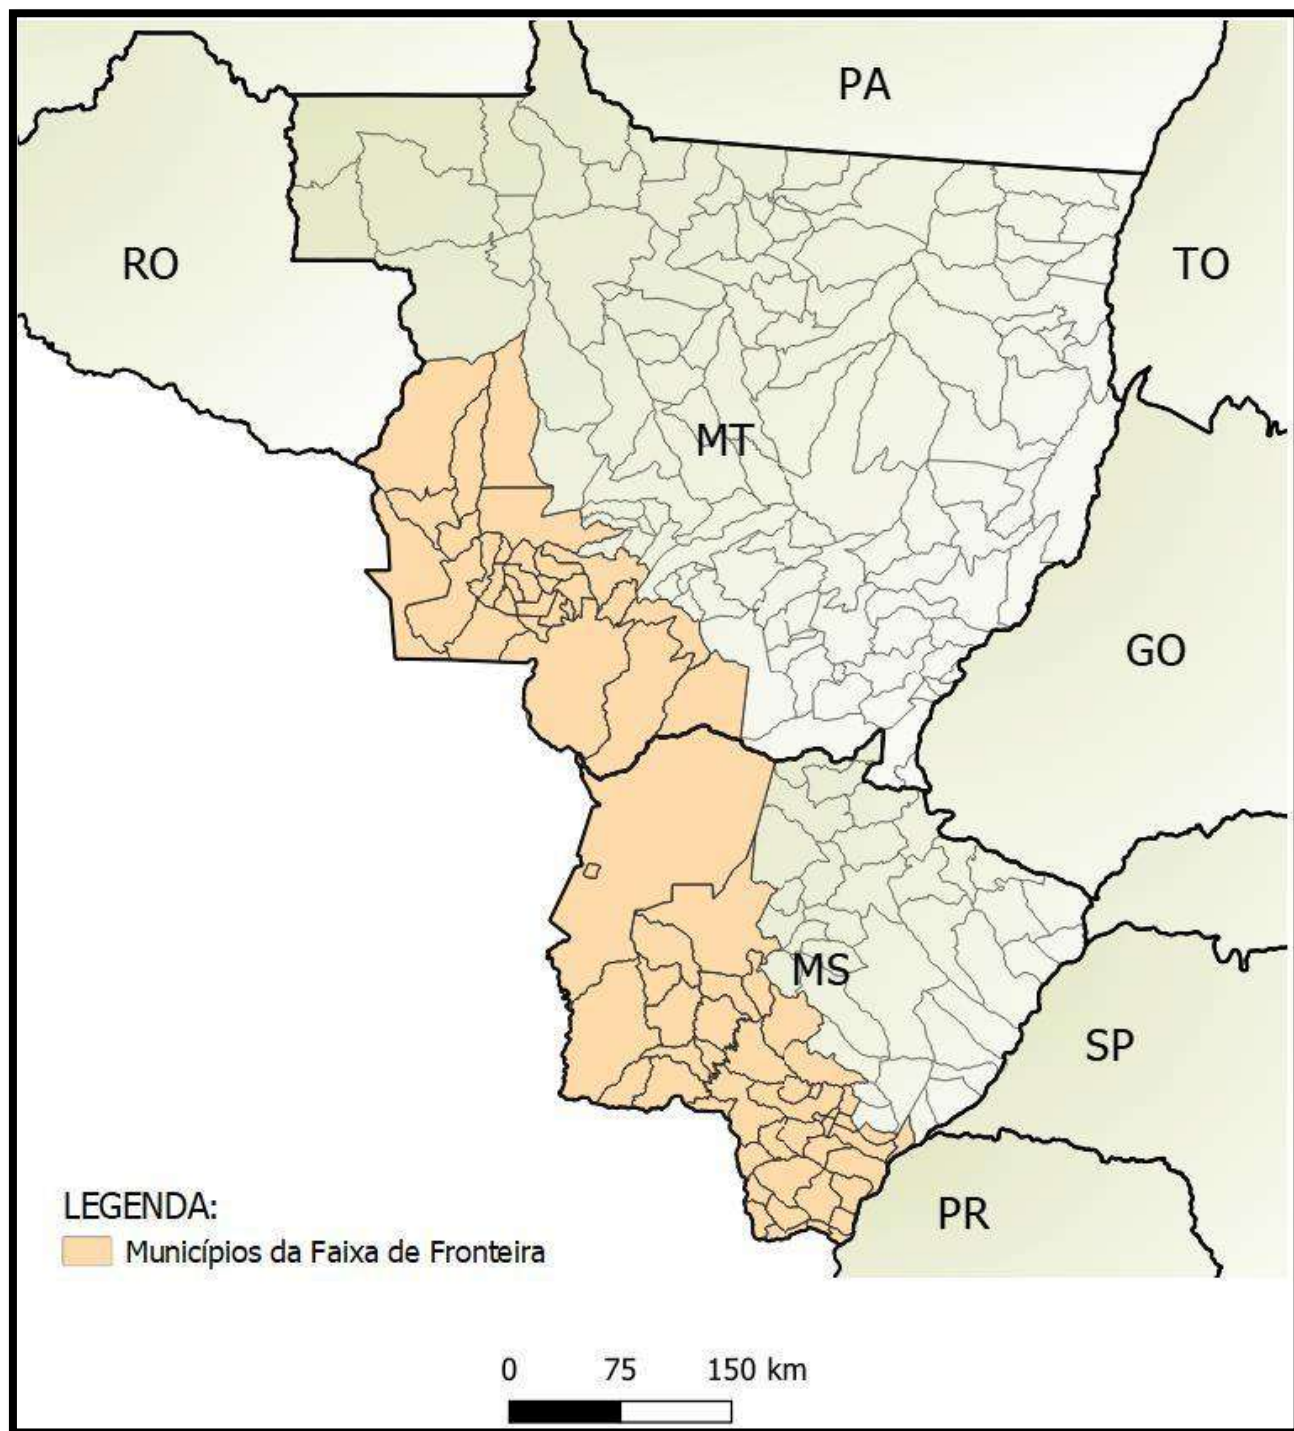 PA
RO
TO
MT
GO
MS
SP
PR
LEGENDA:
Municípios da Faixa de Fronteira
0 75 150 km